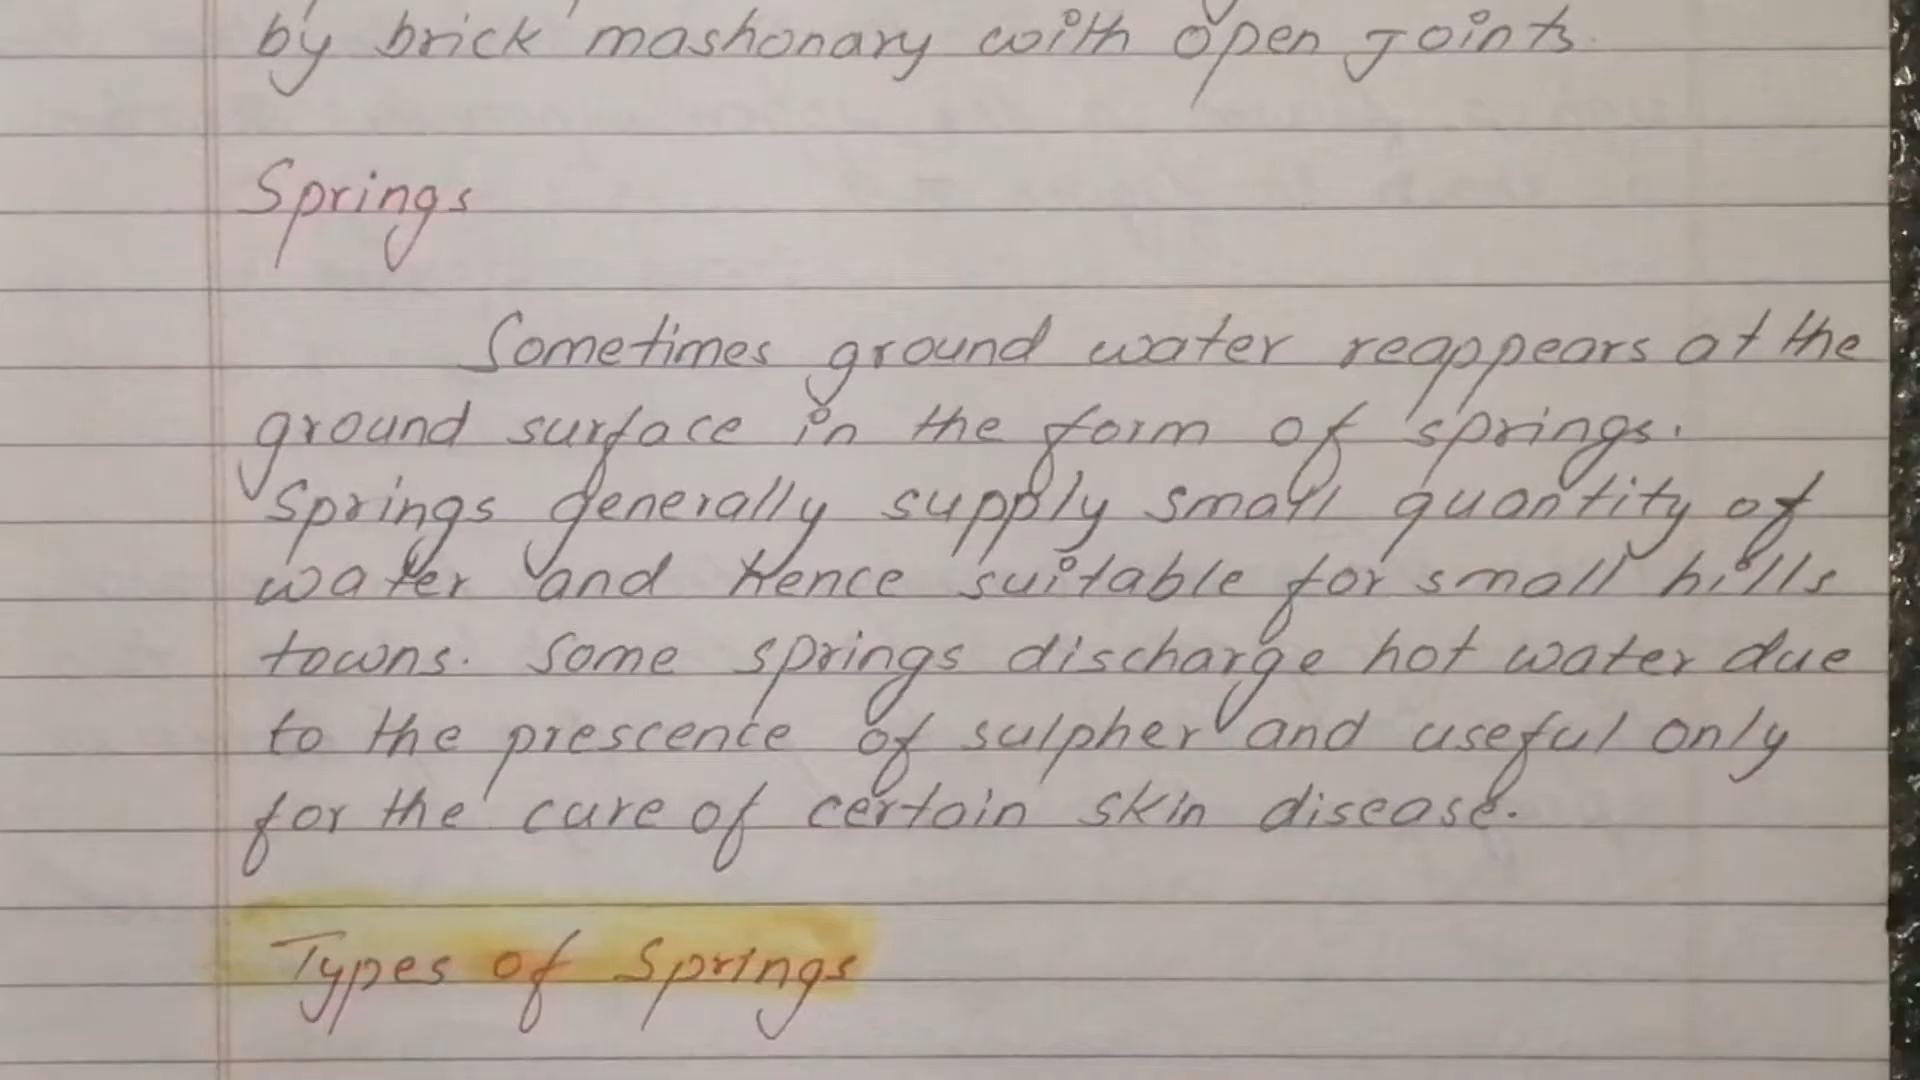 by brick mashonary with open Joints.
Springs
Sometimes ground water reappears at the
ground surface in the form of springs.
Springs generally supply small quantity of
water and Hence suitable for small hills
towns. Some springs discharge hot water due
to the prescence of sulpher and useful only
for the cure of certain skin disease.
Types of Springs